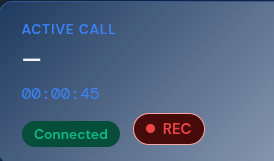 ACTIVE CALL
—
00:00:45
Connected
REC